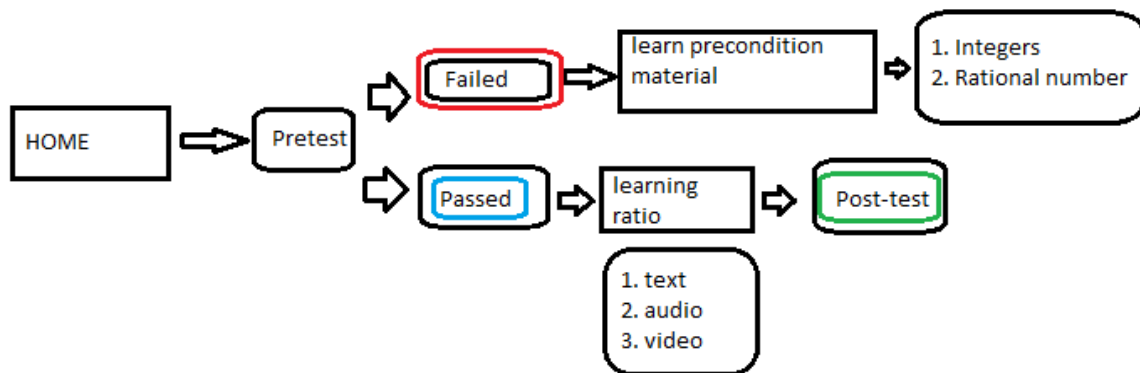 HOME
Pretest
Failed
learn precondition
material
1. Integers
2. Rational number
Passed
learning
ratio
1. text
2. audio
3. video
Post-test